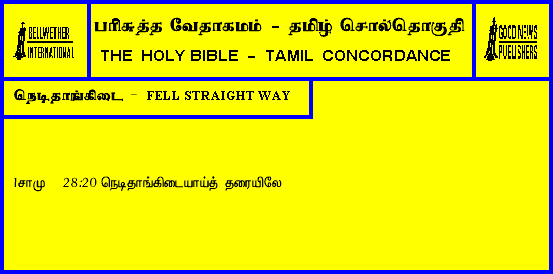 BELLWETHER
INTERNATIONAL
பரிசுத்த வேதாகமம் - தமிழ் சொல்தொகுதி
THE HOLY BIBLE - TAMIL CONCORDANCE
GOOD NEWS
PUBLISHERS
நெடிதாங்கிடை - FELL STRAIGHT WAY
1சாமு 28:20 நெடிதாங்கிடையாய்த் தரையிலே